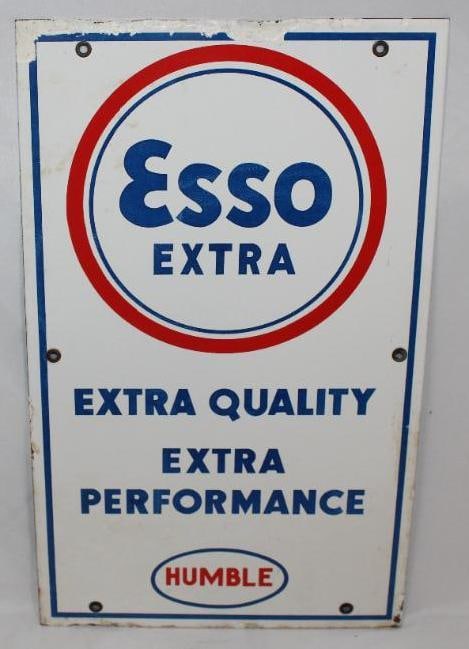 Esso
EXTRA
EXTRA QUALITY
EXTRA
PERFORMANCE
HUMBLE